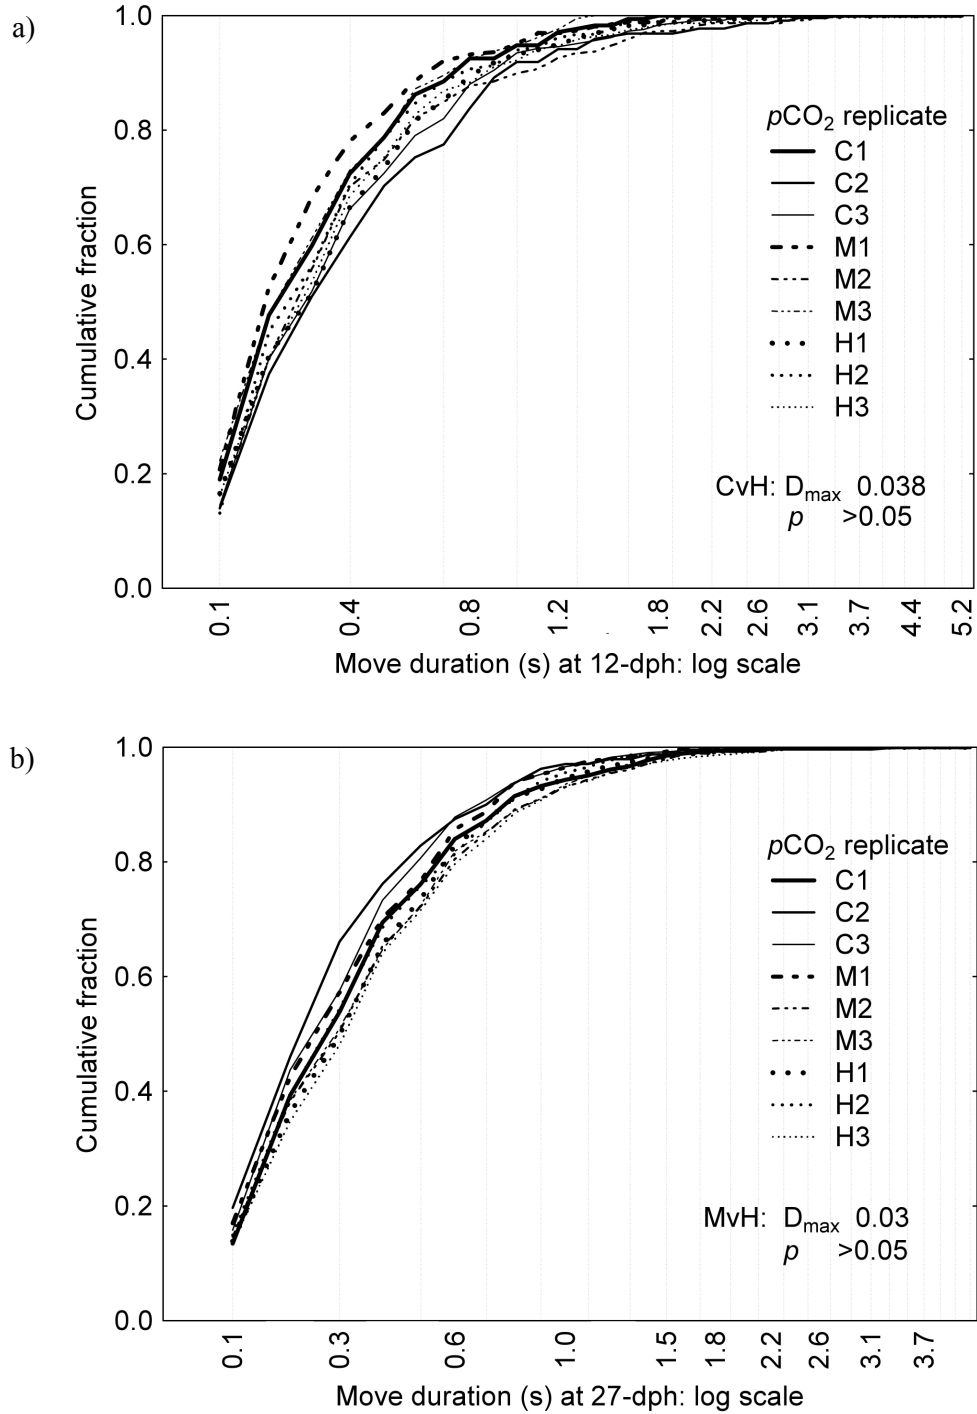 a)
1.0
0.8
0.6
0.4
0.2
0.0
Cumulative fraction
pCO2 replicate
C1
C2
C3
M1
M2
M3
H1
H2
H3
CvH: Dmax 0.038
p >0.05
0.1 0.4 0.8 1.2 1.8 2.2 2.6 3.1 3.7 4.4 5.2
Move duration (s) at 12-dph: log scale
b)
1.0
0.8
0.6
0.4
0.2
0.0
Cumulative fraction
pCO2 replicate
C1
C2
C3
M1
M2
M3
H1
H2
H3
MvH: Dmax 0.03
p >0.05
0.1 0.3 0.6 1.0 1.5 1.8 2.2 2.6 3.1 3.7
Move duration (s) at 27-dph: log scale